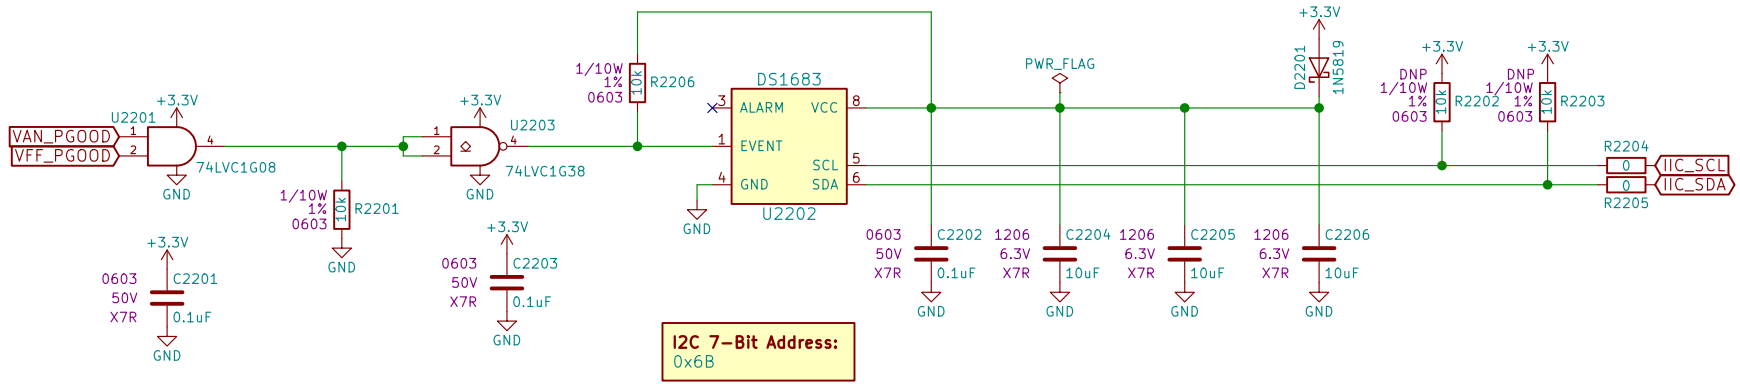 +3.3V
PWR_FLAG
+3.3V
+3.3V
D2201
1N5819
1/10W
1%
0603
10k
R2206
DS1683
DNP
1/10W
1%
0603
10k
R2202
DNP
1/10W
1%
0603
10k
R2203
+3.3V
U2201
VAN_PGOOD
VFF_PGOOD
1
2
4
74LVC1G08
GND
+3.3V
U2203
1
2
4
74LVC1G38
GND
3
ALARM
VCC
8
1
EVENT
SCL
5
4
GND
SDA
6
U2202
GND
R2204
0
IIC_SCL
0
IIC_SDA
R2205
1/10W
1%
0603
10k
R2201
GND
+3.3V
0603
50V
X7R
C2201
0.1uF
GND
+3.3V
0603
50V
X7R
C2203
0.1uF
GND
0603
50V
X7R
C2202
0.1uF
GND
1206
6.3V
X7R
C2204
10uF
GND
1206
6.3V
X7R
C2205
10uF
GND
1206
6.3V
X7R
C2206
10uF
GND
I2C 7-Bit Address:
0x6B